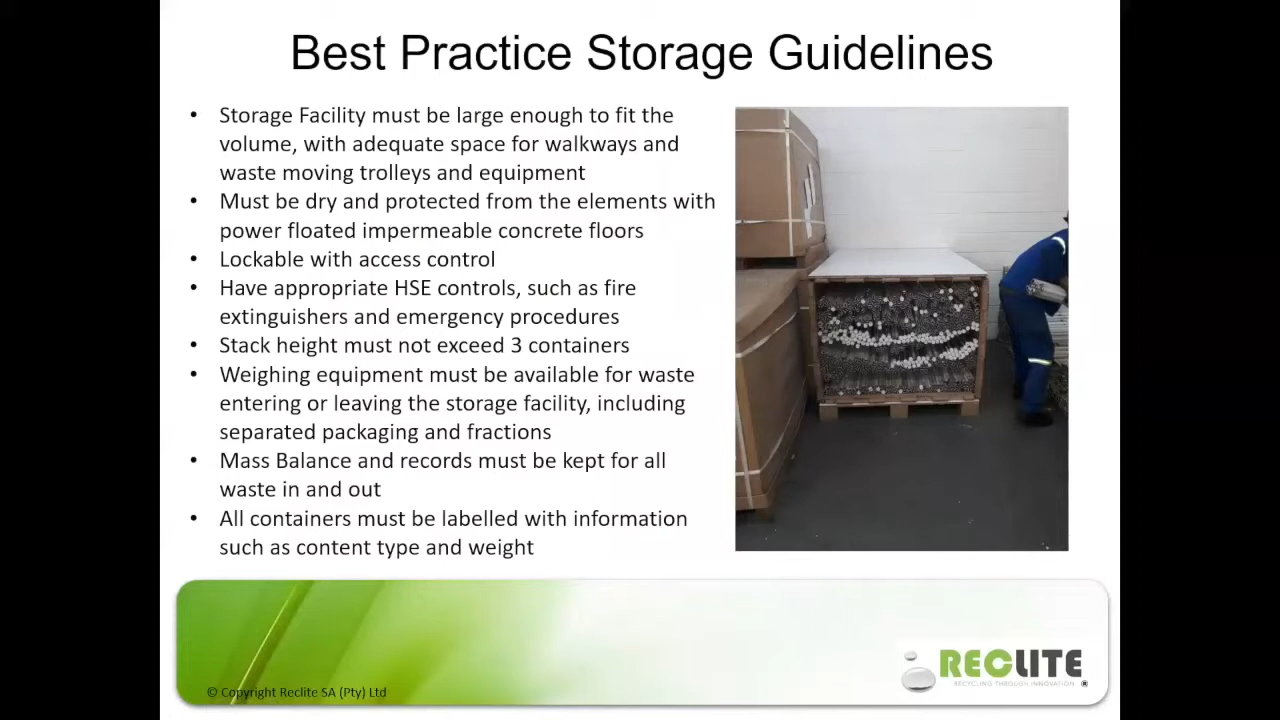 Best Practice Storage Guidelines
• Storage Facility must be large enough to fit the
volume, with adequate space for walkways and
waste moving trolleys and equipment
• Must be dry and protected from the elements with
power floated impermeable concrete floors
• Lockable with access control
• Have appropriate HSE controls, such as fire
extinguishers and emergency procedures
• Stack height must not exceed 3 containers
• Weighing equipment must be available for waste
entering or leaving the storage facility, including
separated packaging and fractions
• Mass Balance and records must be kept for all
waste in and out
• All containers must be labelled with information
such as content type and weight
RECLITE
RECYCLING THROUGH INNOVATION ®
© Copyright Reclite SA (Pty) Ltd